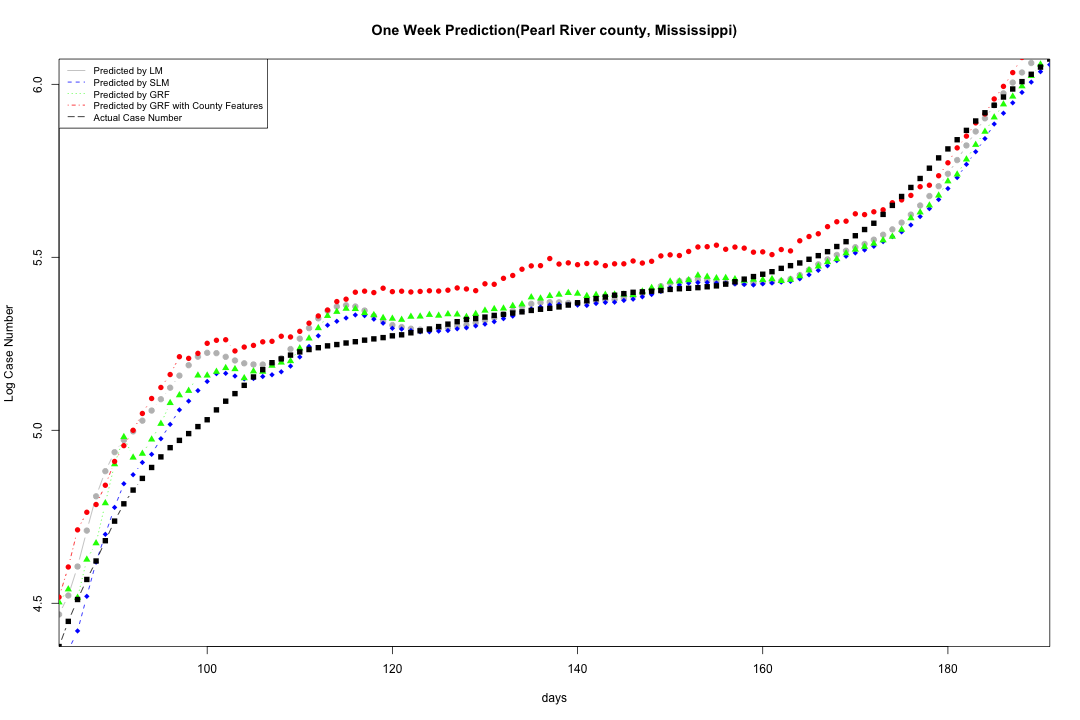 One Week Prediction(Pearl River county, Mississippi)
Predicted by LM
Predicted by SLM
Predicted by GRF
Predicted by GRF with County Features
Actual Case Number
6.0
5.5
5.0
4.5
Log Case Number
100 120 140 160 180
days